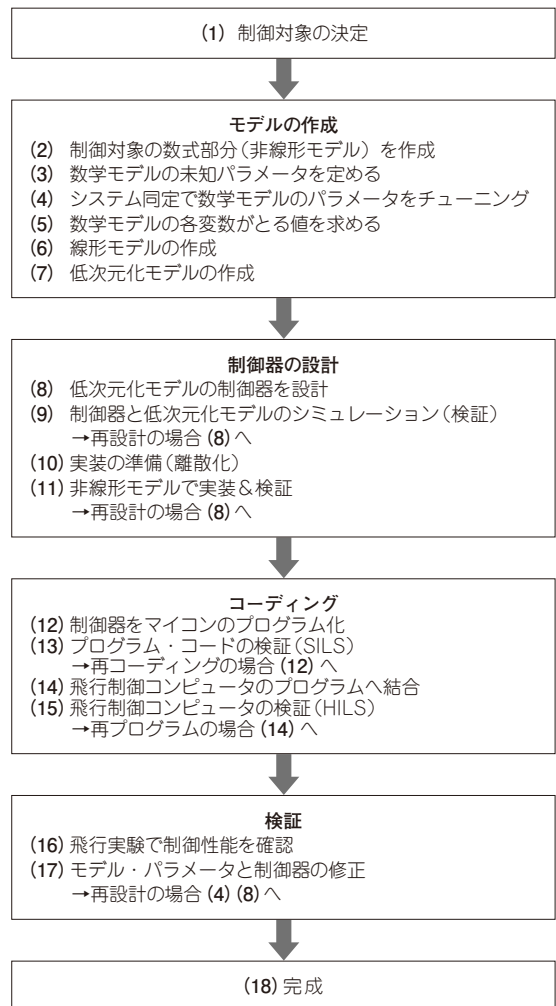 (1) 制御対象の決定
モデルの作成
(2) 制御対象の数式部分(非線形モデル)を作成
(3) 数学モデルの未知パラメータを定める
(4) システム同定で数学モデルのパラメータをチューニング
(5) 数学モデルの各変数がとる値を求める
(6) 線形モデルの作成
(7) 低次元化モデルの作成
制御器の設計
(8) 低次元化モデルの制御器を設計
(9) 制御器と低次元化モデルのシミュレーション(検証)
→再設計の場合(8)へ
(10) 実装の準備(離散化)
(11) 非線形モデルで実装&検証
→再設計の場合(8)へ
コーディング
(12) 制御器をマイコンのプログラム化
(13) プログラム・コードの検証(SILS)
→再コーディングの場合(12)へ
(14) 飛行制御コンピュータのプログラムへ結合
(15) 飛行制御コンピュータの検証(HILS)
→再プログラムの場合(14)へ
検証
(16) 飛行実験で制御性能を確認
(17) モデル・パラメータと制御器の修正
→再設計の場合(4)(8)へ
(18) 完成